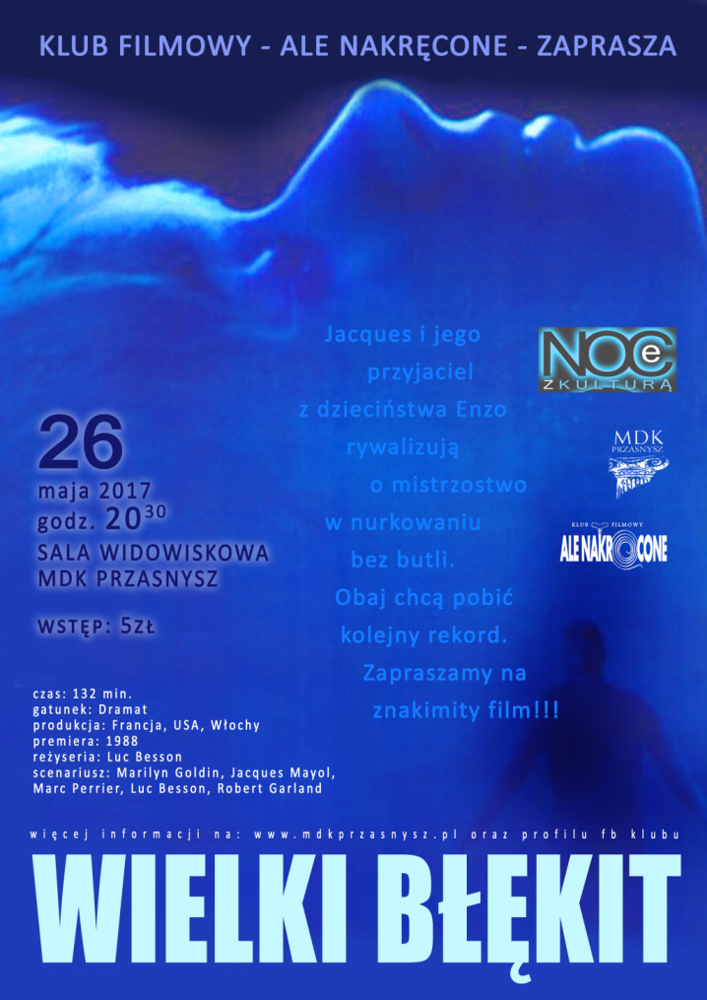 KLUB FILMOWY - ALE NAKRĘCONE - ZAPRASZA
Jacques i jego
przyjaciel
z dzieciństwa Enzo
rywalizują
o mistrzostwo
w nurkowaniu
bez butli.
Obaj chcą pobić
kolejny rekord.
Zapraszamy na
znakimity film!!!
NOCe
Z KULTURĄ
MDK
PRZASNYSZ
KLUB FILMOWY
ALE NAKRĘCONE
26
maja 2017
godz. 20 30
SALA WIDOWISKOWA
MDK PRZASNYSZ
WSTĘP: 5ZŁ
czas: 132 min.
gatunek: Dramat
produkcja: Francja, USA, Włochy
premiera: 1988
reżyseria: Luc Besson
scenariusz: Marilyn Goldin, Jacques Mayol,
Marc Perrier, Luc Besson, Robert Garland
więcej informacji na: www.mdkprzasnysz.pl oraz profilu fb klubu
WIELKI BŁĘKIT